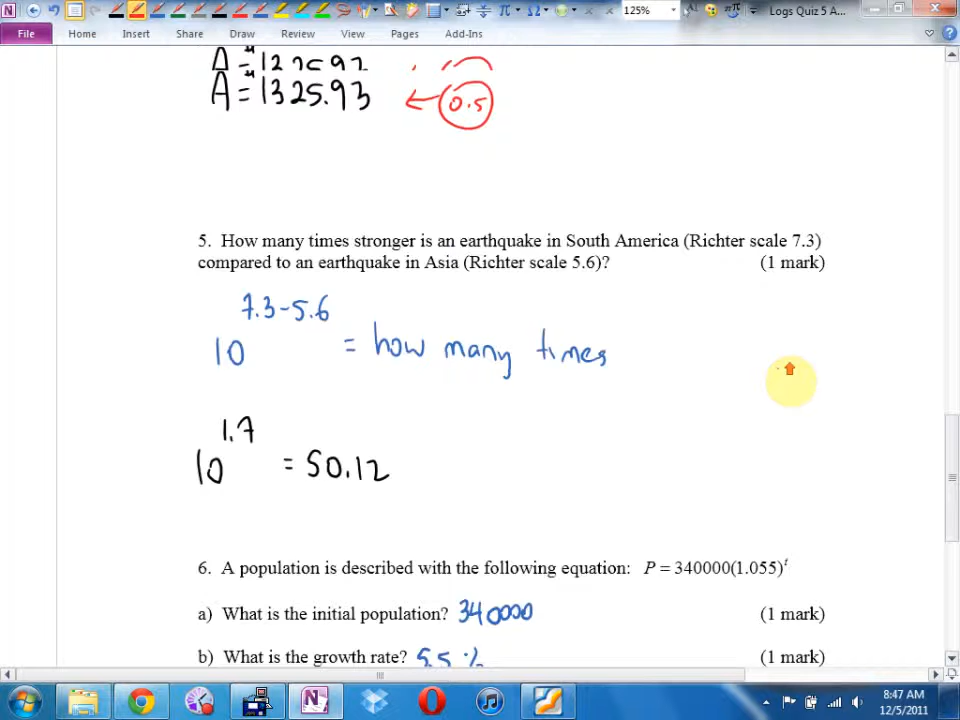 125%
Logs Quiz 5 A...
File Home Insert Share Draw Review View Pages Add-Ins
A = 1325.93
0.5
5. How many times stronger is an earthquake in South America (Richter scale 7.3)
compared to an earthquake in Asia (Richter scale 5.6)? (1 mark)
10^{7.3-5.6} = how many times
10^{1.7} = 50.12
6. A population is described with the following equation: P = 340000(1.055)^t
a) What is the initial population? 340000 (1 mark)
b) What is the growth rate? 5.5 % (1 mark)
8:47 AM
12/5/2011